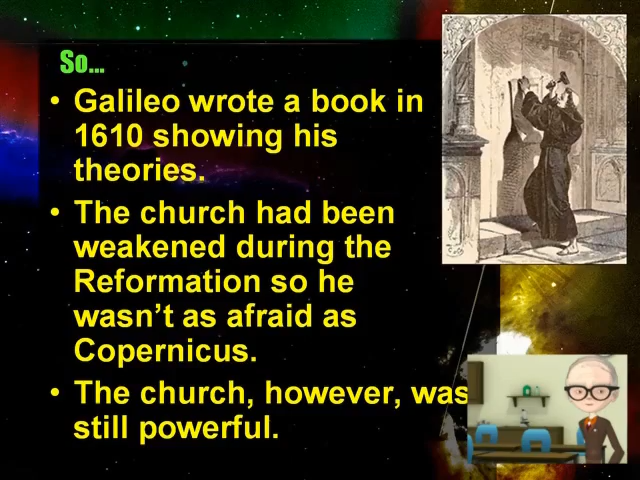 So...
• Galileo wrote a book in
1610 showing his
theories.
• The church had been
weakened during the
Reformation so he
wasn’t as afraid as
Copernicus.
• The church, however, was
still powerful.